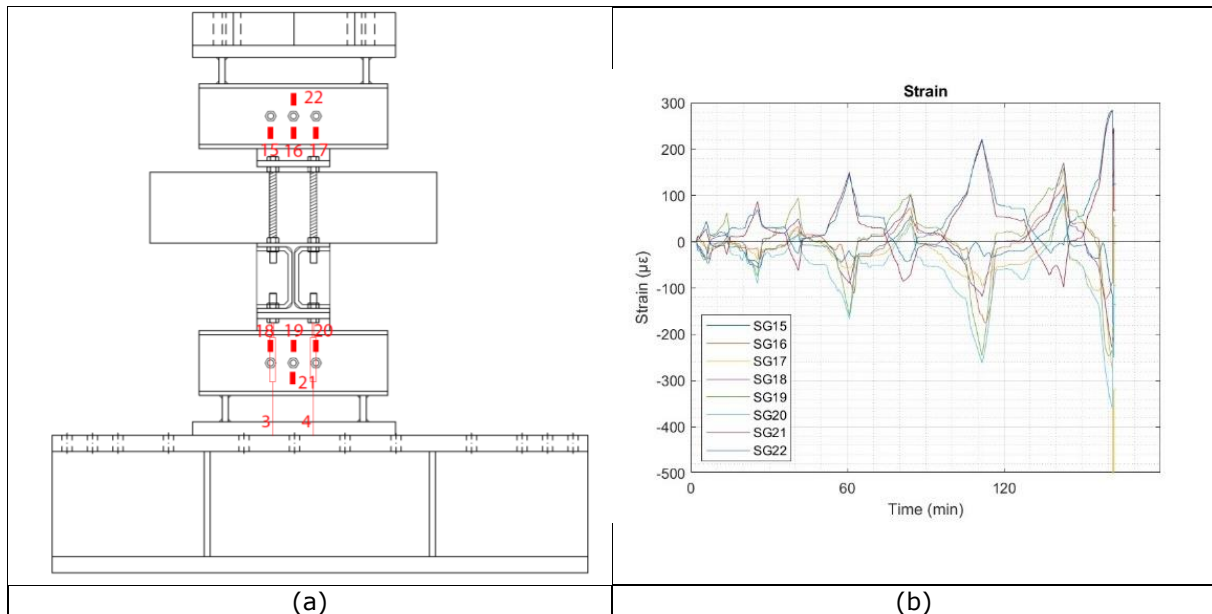 22
15 16 17
18 19 20
21
3 4
(a)
Strain
300
200
100
0
-100
-200
-300
-400
-500
Strain (με)
SG15
SG16
SG17
SG18
SG19
SG20
SG21
SG22
0 60 120
Time (min)
(b)